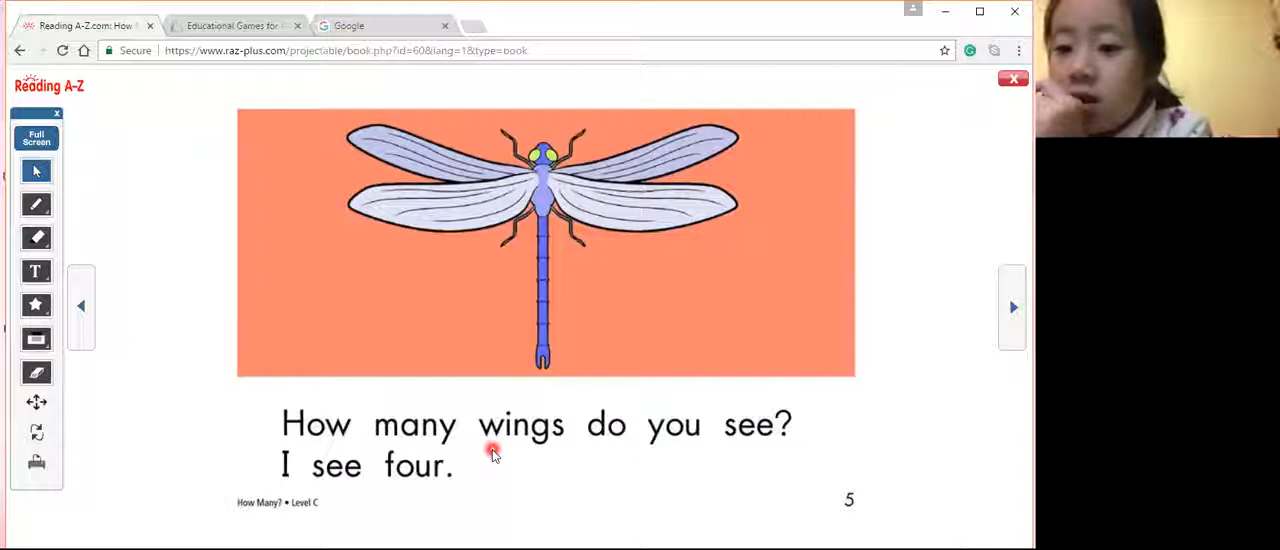 Reading A-Z.com: How M
Educational Games for K
Google
Secure
https://www.raz-plus.com/projectable/book.php?id=60&lang=1&type=book
Reading A-Z
x
X
Full
Screen
T
How many wings do you see?
I see four.
How Many? • Level C
5